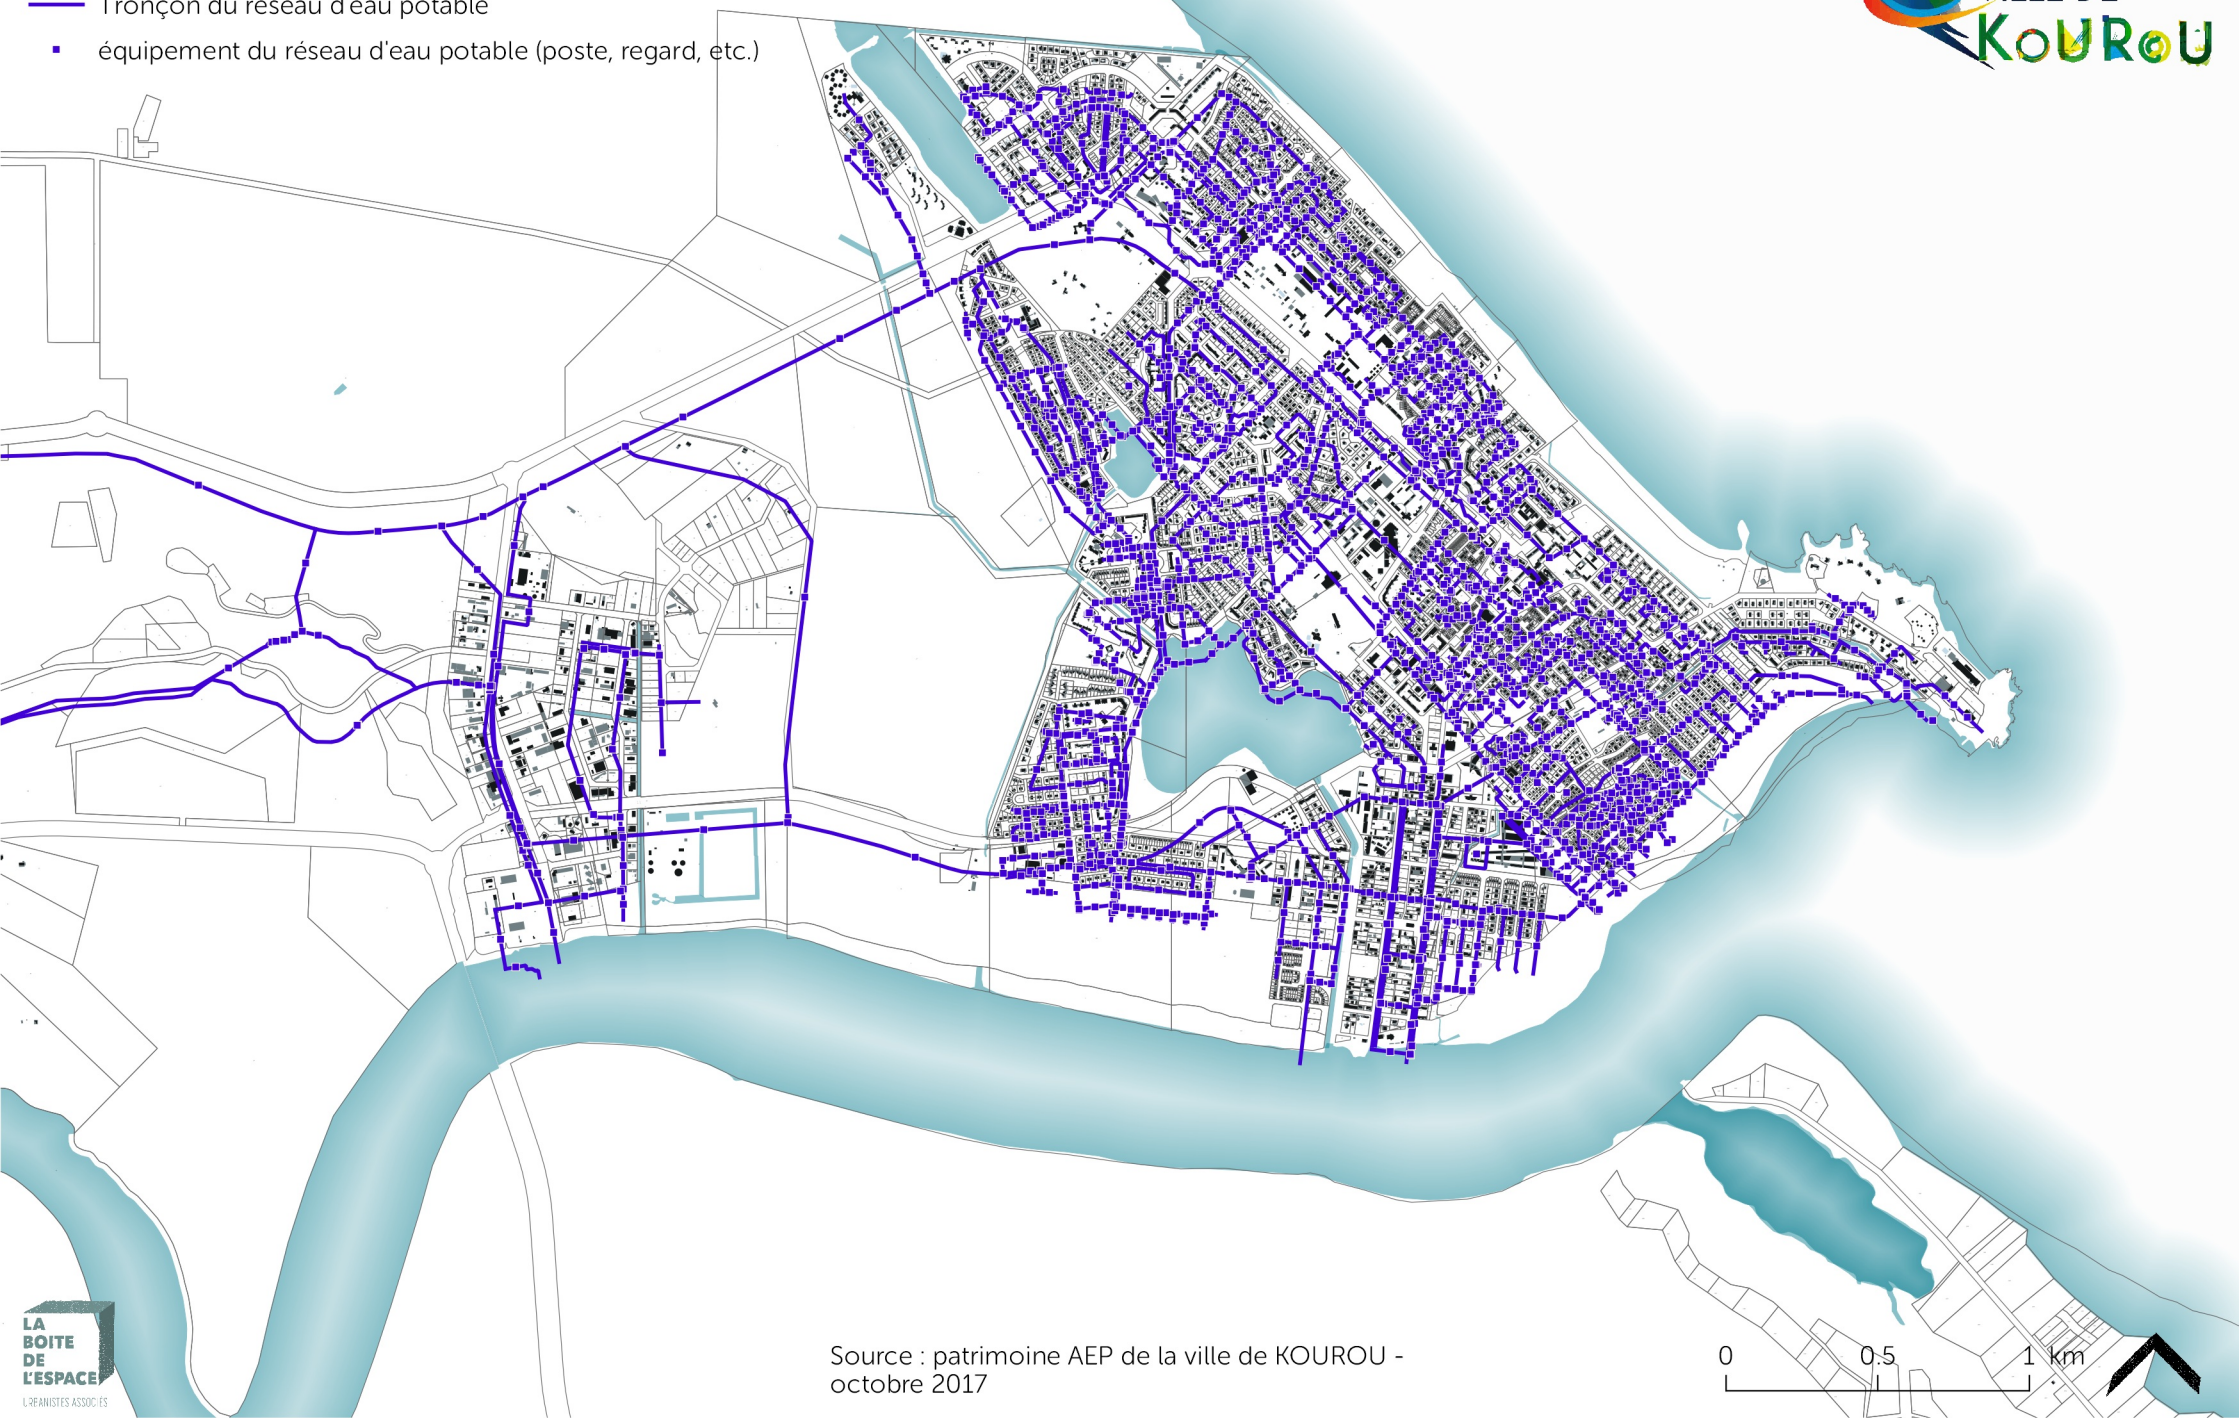 Tronçon du réseau d'eau potable
équipement du réseau d'eau potable (poste, regard, etc.)
KOUROU
LA
BOITE
DE
L'ESPACE
URBANISTES ASSOCIÉS
Source : patrimoine AEP de la ville de KOUROU -
octobre 2017
0 0.5 1 km